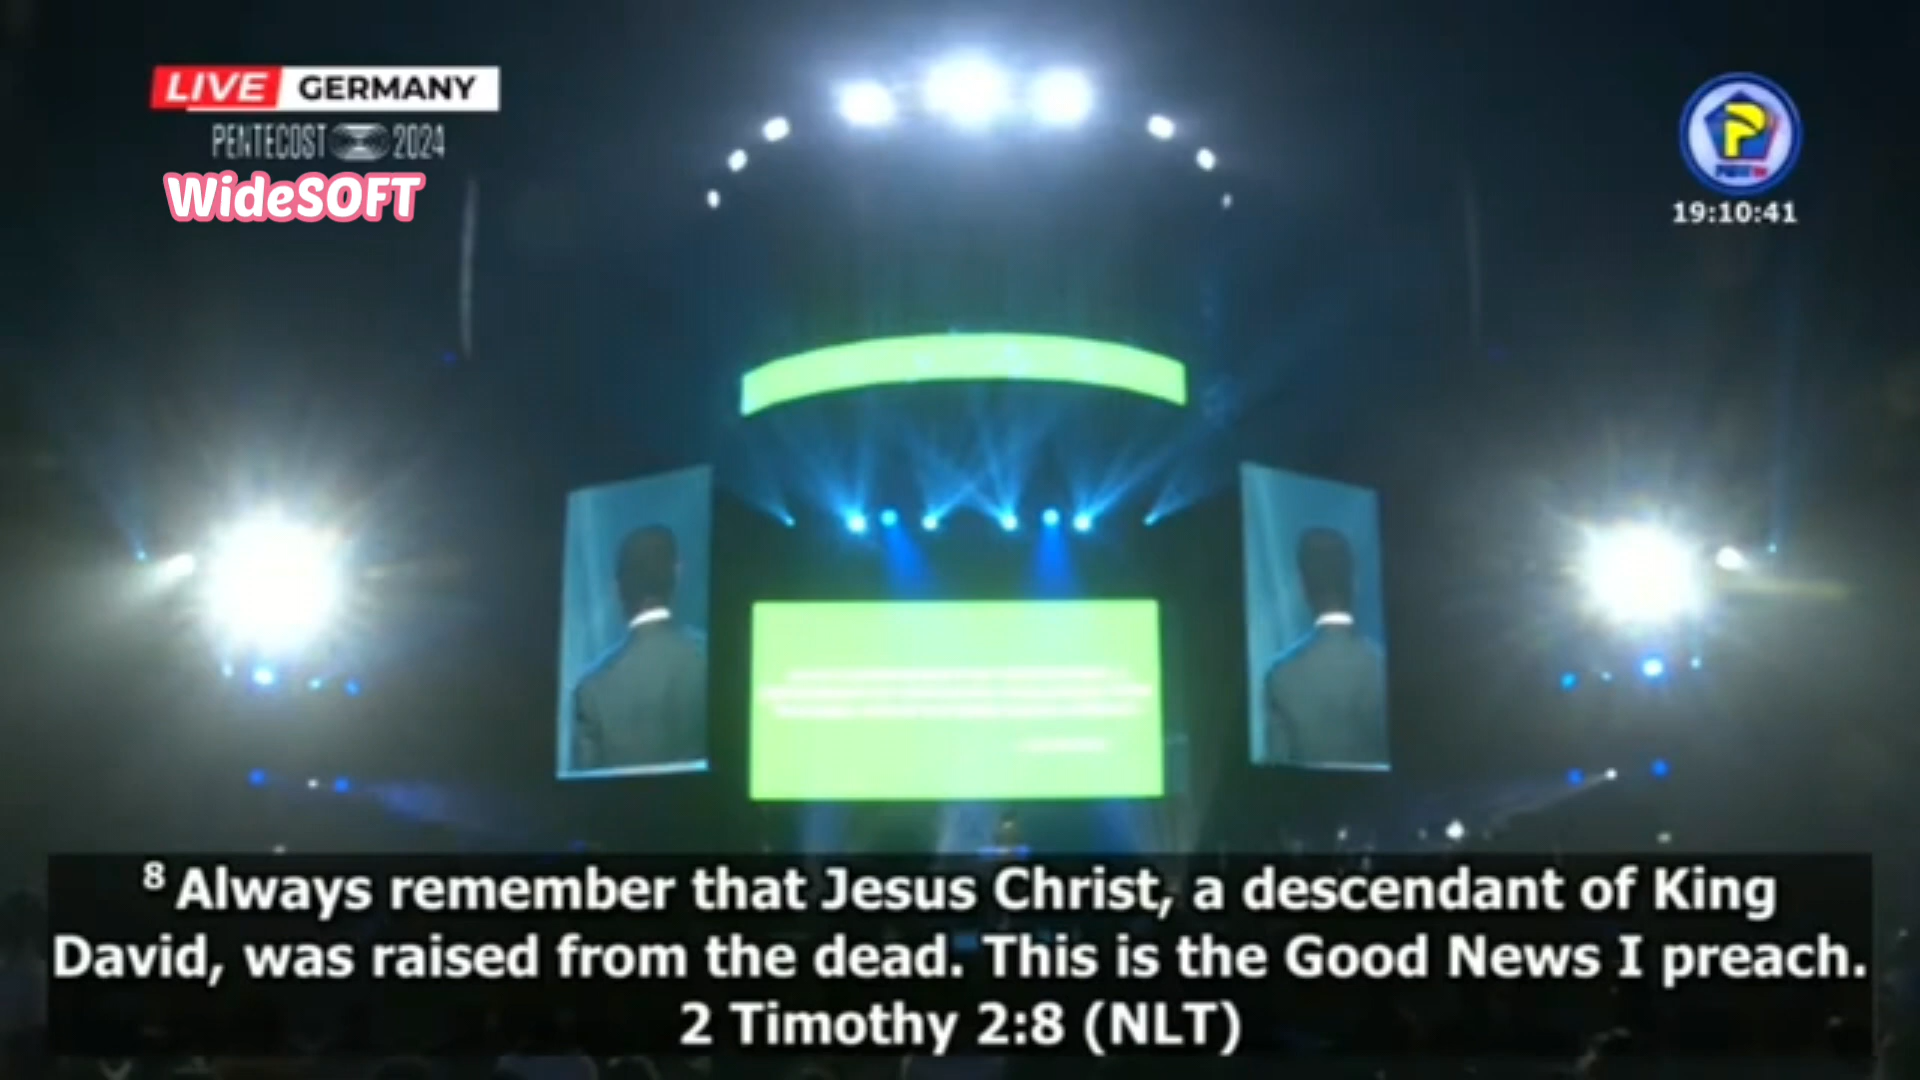 LIVE GERMANY
PENTECOST 2024
WideSOFT
P
19:10:41
8 Always remember that Jesus Christ, a descendant of King
David, was raised from the dead. This is the Good News I preach.
2 Timothy 2:8 (NLT)